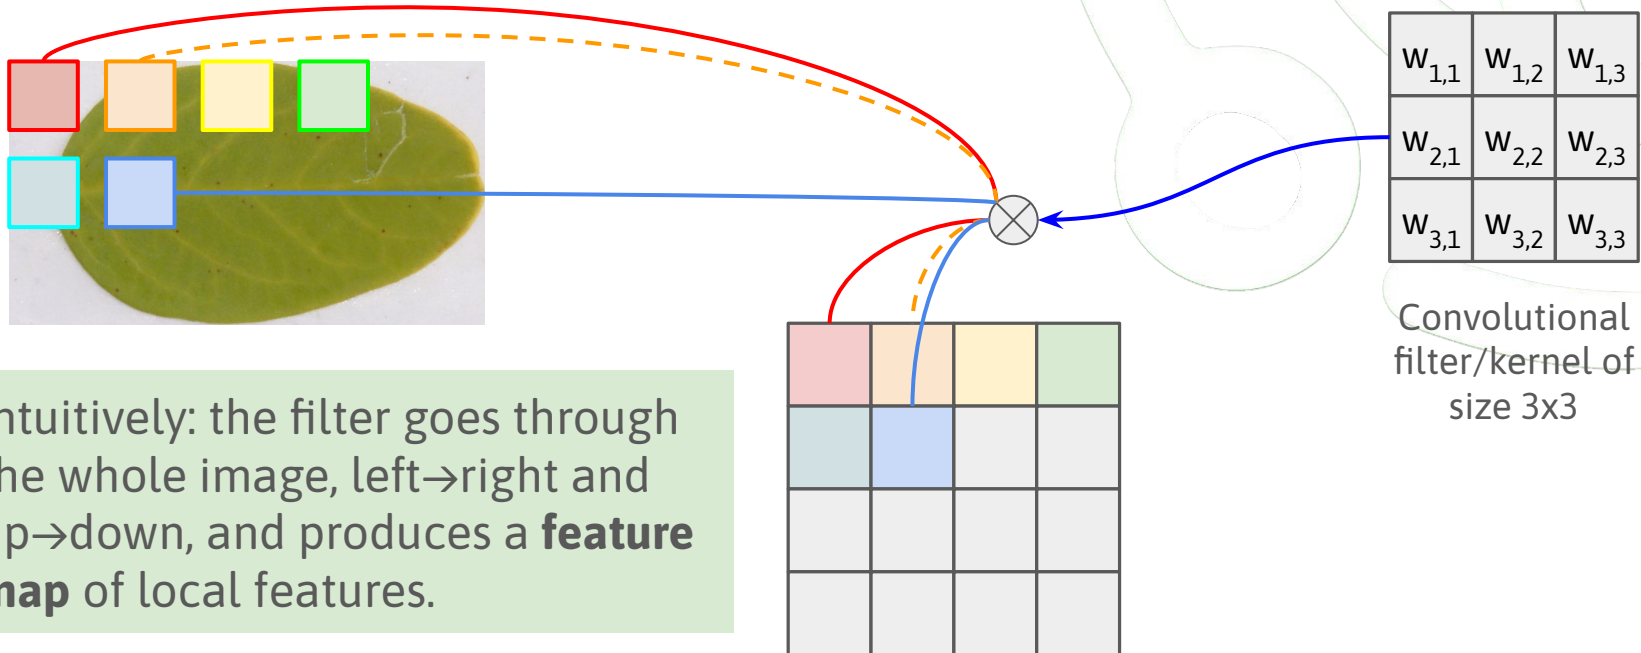 w1,1 w1,2 w1,3
w2,1 w2,2 w2,3
w3,1 w3,2 w3,3
Convolutional
filter/kernel of
size 3x3
ntuitively: the filter goes through
he whole image, left→right and
p→down, and produces a feature
map of local features.